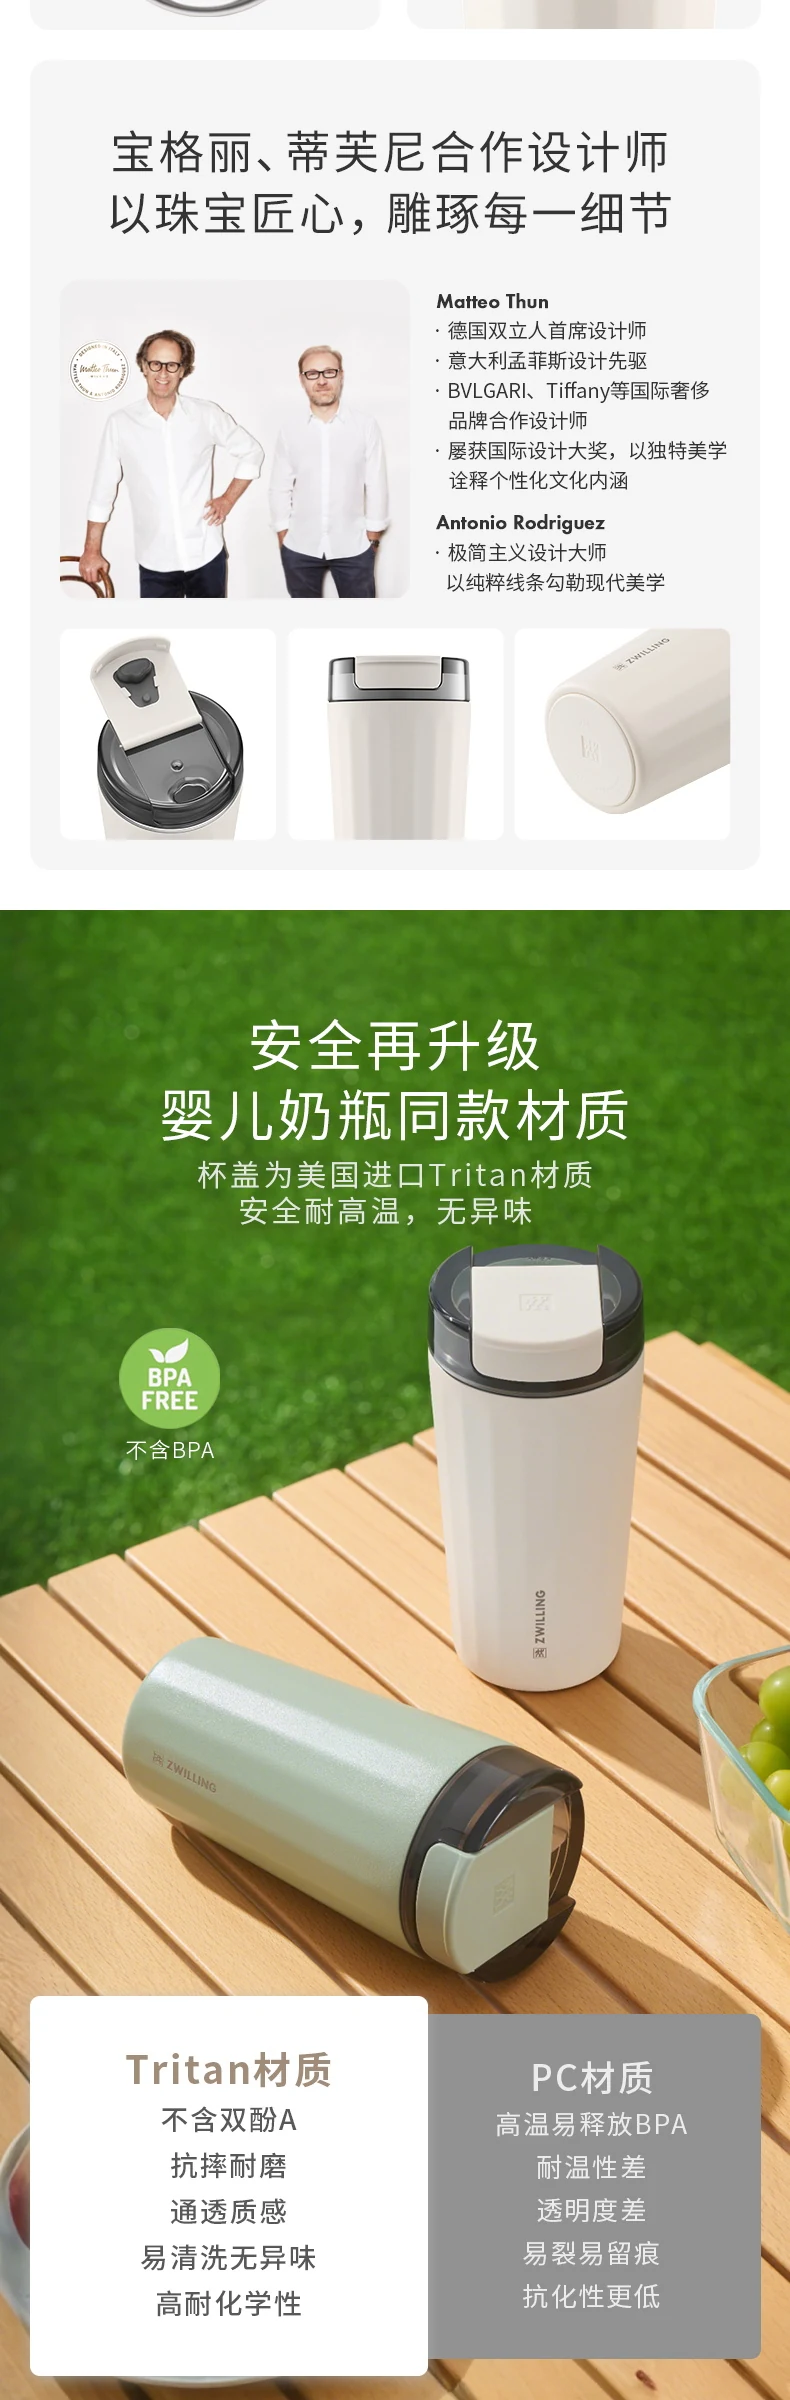 宝格丽、蒂芙尼合作设计师
以珠宝匠心，雕琢每一细节
DESIGNED IN ITALY
Matteo Thun
MILANO
MATTEO THUN & ANTONIO RODRIGUEZ
Matteo Thun
· 德国双立人首席设计师
· 意大利孟菲斯设计先驱
· BVLGARI、Tiffany等国际奢侈
品牌合作设计师
· 屡获国际设计大奖，以独特美学
诠释个性化文化内涵
Antonio Rodriguez
· 极简主义设计大师
以纯粹线条勾勒现代美学
ZWILLING
安全再升级
婴儿奶瓶同款材质
杯盖为美国进口Tritan材质
安全耐高温，无异味
BPA
FREE
不含BPA
ZWILLING
ZWILLING
Tritan材质
不含双酚A
抗摔耐磨
通透质感
易清洗无异味
高耐化学性
PC材质
高温易释放BPA
耐温性差
透明度差
易裂易留痕
抗化性更低